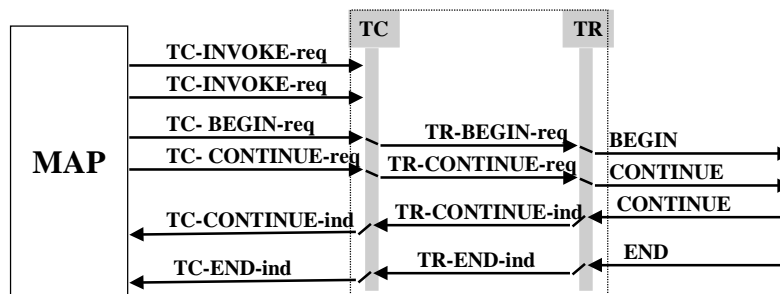 TC TR
TC-INVOKE-req
TC-INVOKE-req
TC- BEGIN-req TR-BEGIN-req BEGIN
MAP
TC- CONTINUE-req TR-CONTINUE-req CONTINUE
TC-CONTINUE-ind TR-CONTINUE-ind CONTINUE
TC-END-ind TR-END-ind END